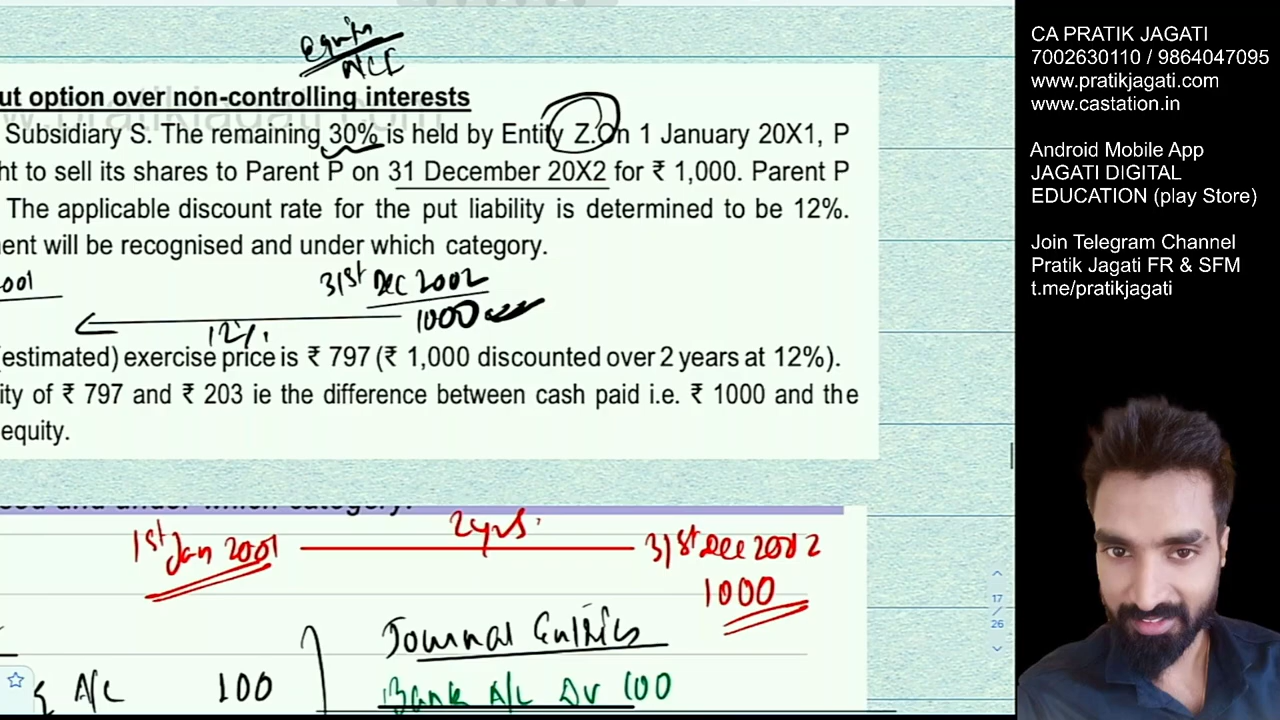 equity
NCI
ut option over non-controlling interests
Subsidiary S. The remaining 30% is held by Entity Z. On 1 January 20X1, P
ht to sell its shares to Parent P on 31 December 20X2 for ₹ 1,000. Parent P
The applicable discount rate for the put liability is determined to be 12%.
ent will be recognised and under which category.
001
31st Dec 2002
1000
12%
(estimated) exercise price is ₹ 797 (₹ 1,000 discounted over 2 years at 12%).
ity of ₹ 797 and ₹ 203 ie the difference between cash paid i.e. ₹ 1000 and the
equity.
1st Jan 2001
2yrs.
31st Dec 2002
1000
Journal Entries
A/c 100
Bank A/c Dr 100
CA PRATIK JAGATI
7002630110 / 9864047095
www.pratikjagati.com
www.castation.in
Android Mobile App
JAGATI DIGITAL
EDUCATION (play Store)
Join Telegram Channel
Pratik Jagati FR & SFM
t.me/pratikjagati
17
26